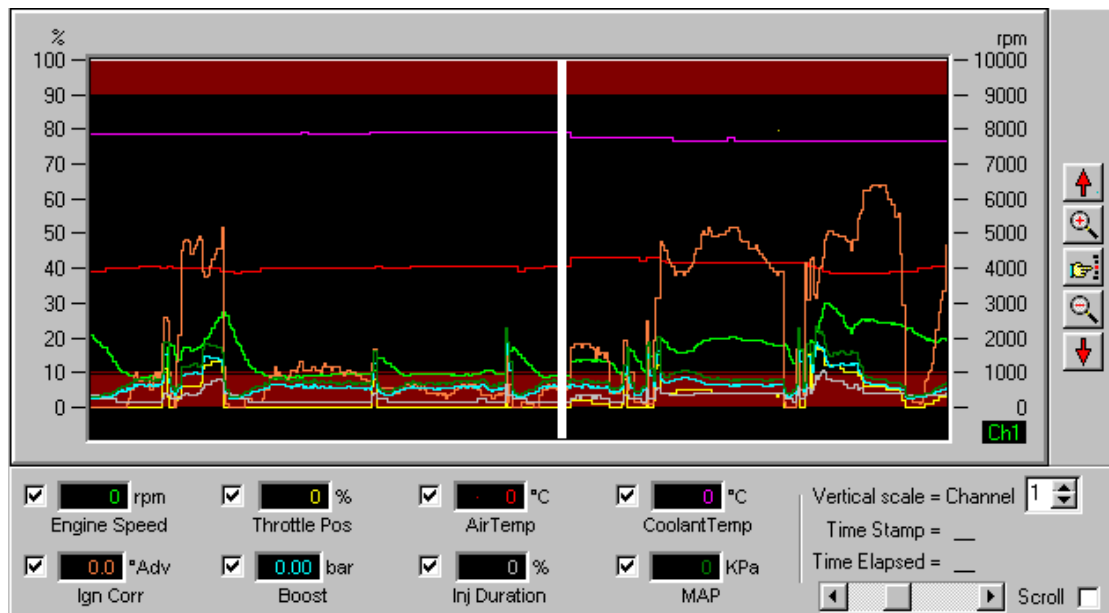 % rpm
100 10000
90 9000
80 8000
70 7000
60 6000
50 5000
40 4000
30 3000
20 2000
10 1000
0 0
Ch1
0 rpm 0 % 0 °C 0 °C Vertical scale = Channel 1
Engine Speed Throttle Pos AirTemp CoolantTemp
Time Stamp = __
0.0 °Adv 0.00 bar 0 % 0 KPa Time Elapsed = __
Ign Corr Boost Inj Duration MAP Scroll